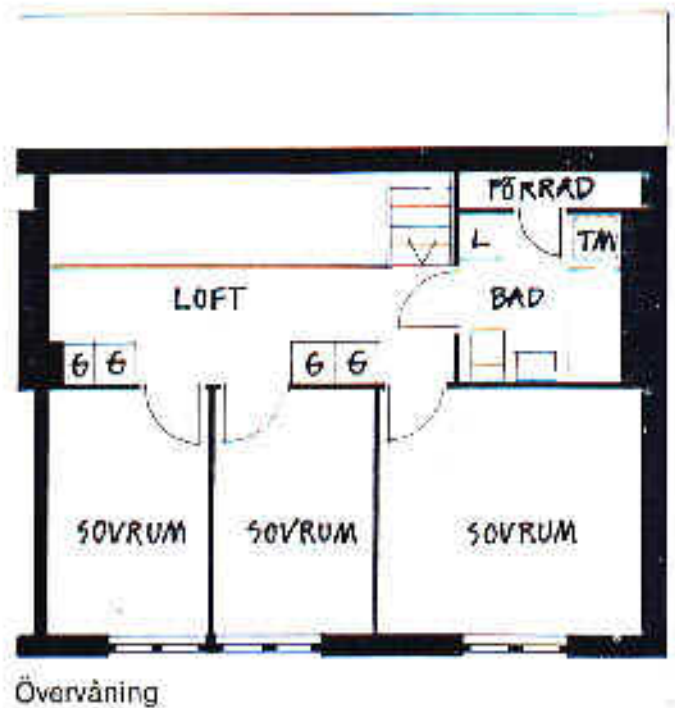 FÖRRÅD
L
TM
LOFT
BAD
G G
G G
SOVRUM
SOVRUM
SOVRUM
Övervåning